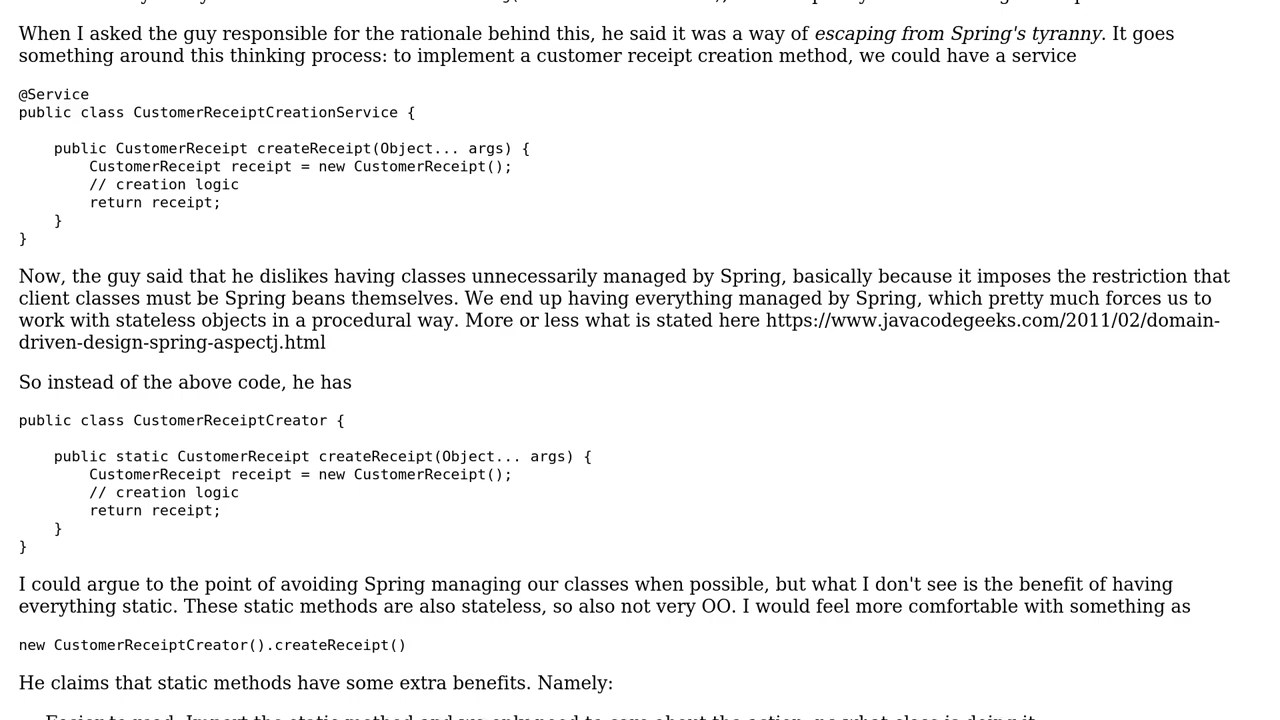 When I asked the guy responsible for the rationale behind this, he said it was a way of escaping from Spring's tyranny. It goes
something around this thinking process: to implement a customer receipt creation method, we could have a service
@Service
public class CustomerReceiptCreationService {
    public CustomerReceipt createReceipt(Object... args) {
        CustomerReceipt receipt = new CustomerReceipt();
        // creation logic
        return receipt;
    }
}
Now, the guy said that he dislikes having classes unnecessarily managed by Spring, basically because it imposes the restriction that
client classes must be Spring beans themselves. We end up having everything managed by Spring, which pretty much forces us to
work with stateless objects in a procedural way. More or less what is stated here https://www.javacodegeeks.com/2011/02/domain-
driven-design-spring-aspectj.html
So instead of the above code, he has
public class CustomerReceiptCreator {
    public static CustomerReceipt createReceipt(Object... args) {
        CustomerReceipt receipt = new CustomerReceipt();
        // creation logic
        return receipt;
    }
}
I could argue to the point of avoiding Spring managing our classes when possible, but what I don't see is the benefit of having
everything static. These static methods are also stateless, so also not very OO. I would feel more comfortable with something as
new CustomerReceiptCreator().createReceipt()
He claims that static methods have some extra benefits. Namely: